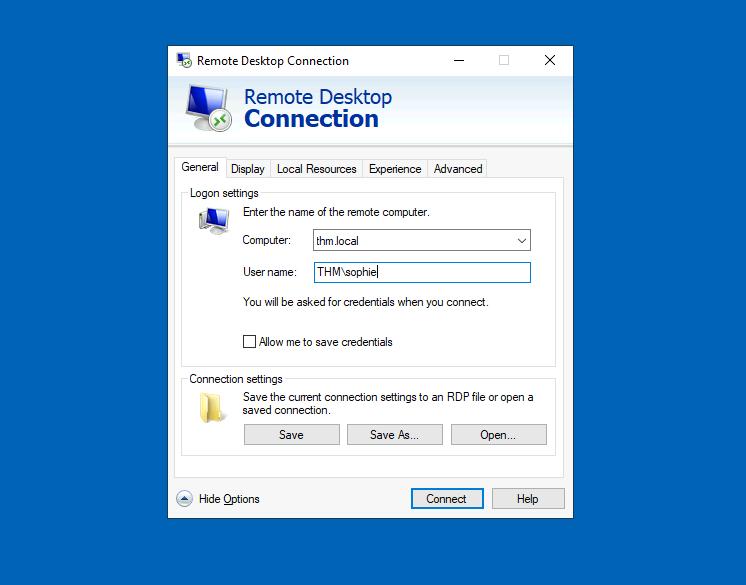 Remote Desktop Connection
Remote Desktop
Connection
General Display Local Resources Experience Advanced
Logon settings
Enter the name of the remote computer.
Computer: thm.local
User name: THM\sophie
You will be asked for credentials when you connect.
Allow me to save credentials
Connection settings
Save the current connection settings to an RDP file or open a
saved connection.
Save Save As... Open...
Hide Options Connect Help